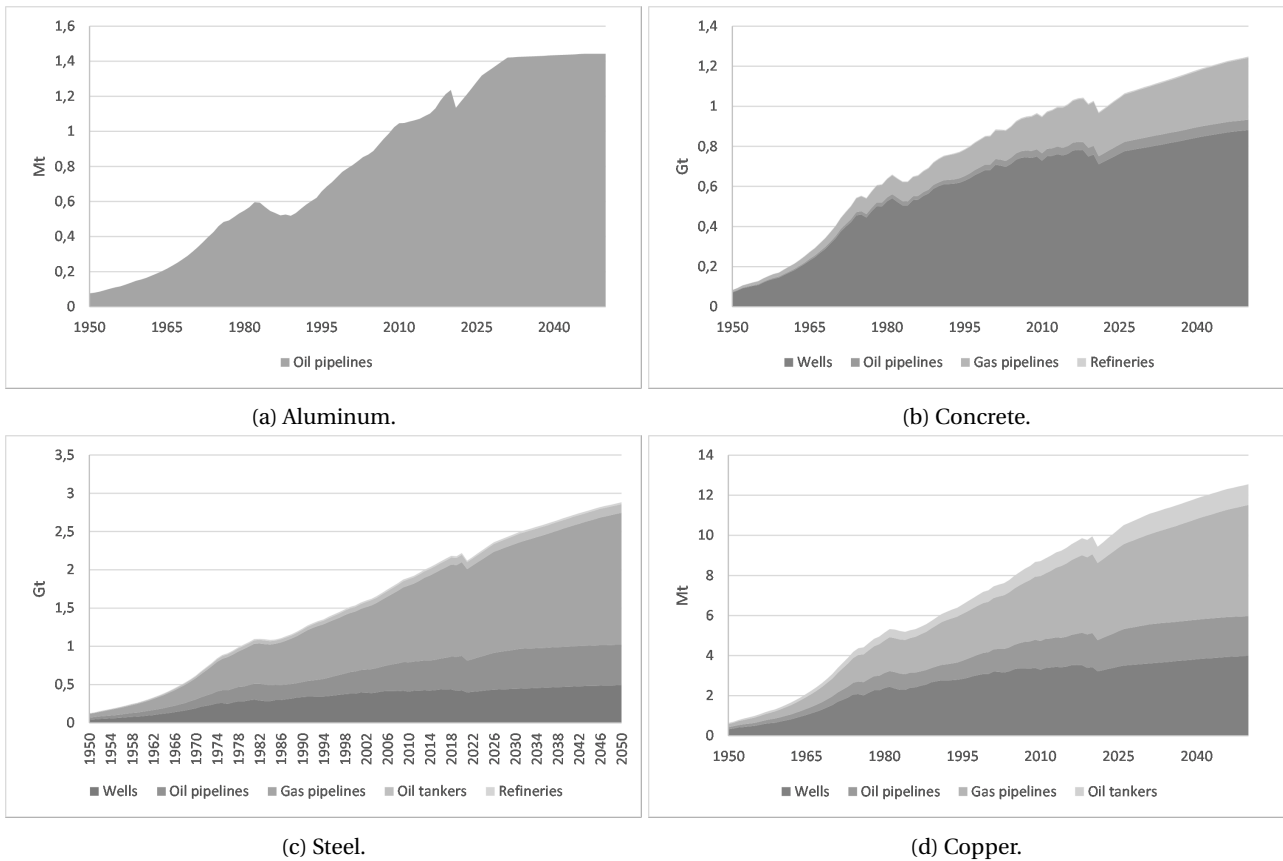 1,6
1,4
1,2
1
0,8
0,6
0,4
0,2
0
Mt
1950 1965 1980 1995 2010 2025 2040
Oil pipelines
(a) Aluminum.
1,4
1,2
1
0,8
0,6
0,4
0,2
0
Gt
1950 1965 1980 1995 2010 2025 2040
Wells Oil pipelines Gas pipelines Refineries
(b) Concrete.
3,5
3
2,5
2
1,5
1
0,5
0
Gt
1950 1954 1958 1962 1966 1970 1974 1978 1982 1986 1990 1994 1998 2002 2006 2010 2014 2018 2022 2026 2030 2034 2038 2042 2046 2050
Wells Oil pipelines Gas pipelines Oil tankers Refineries
(c) Steel.
14
12
10
8
6
4
2
0
Mt
1950 1965 1980 1995 2010 2025 2040
Wells Oil pipelines Gas pipelines Oil tankers
(d) Copper.